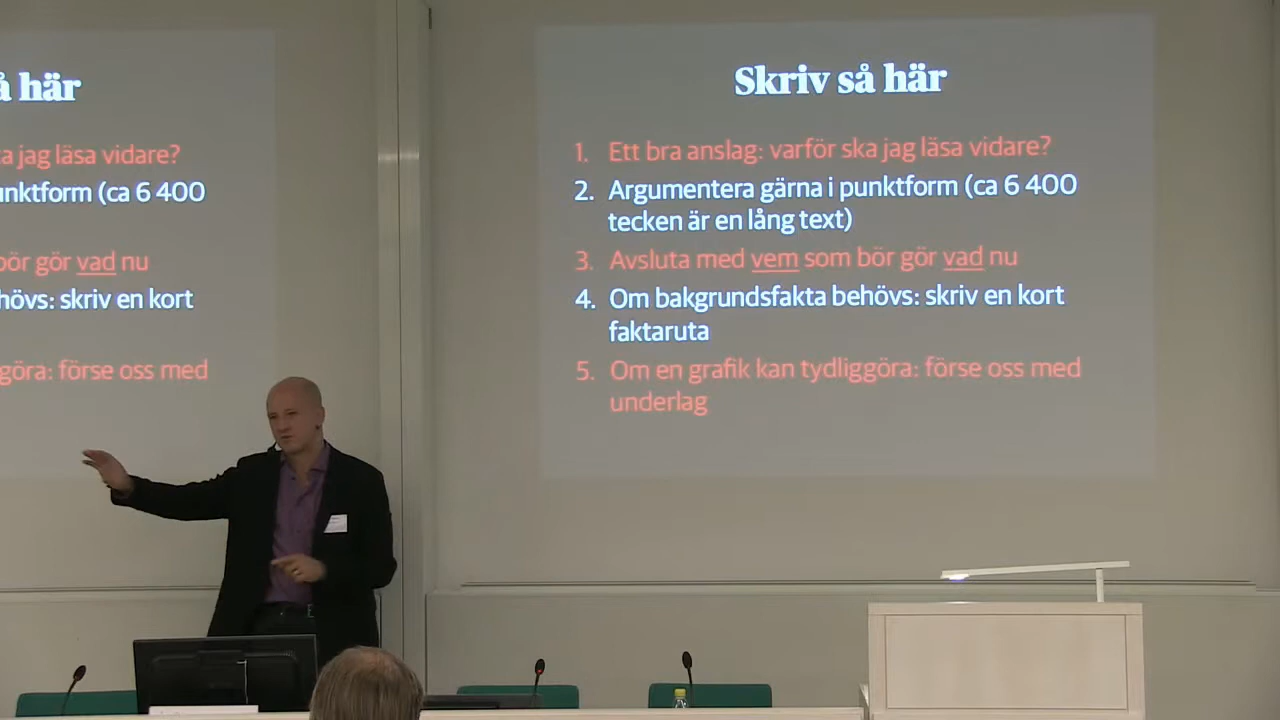 å här
a jag läsa vidare?
unktform (ca 6 400
bör gör vad nu
hövs: skriv en kort
göra: förse oss med
Skriv så här
1. Ett bra anslag: varför ska jag läsa vidare?
2. Argumentera gärna i punktform (ca 6 400
tecken är en lång text)
3. Avsluta med vem som bör gör vad nu
4. Om bakgrundsfakta behövs: skriv en kort
faktaruta
5. Om en grafik kan tydliggöra: förse oss med
underlag